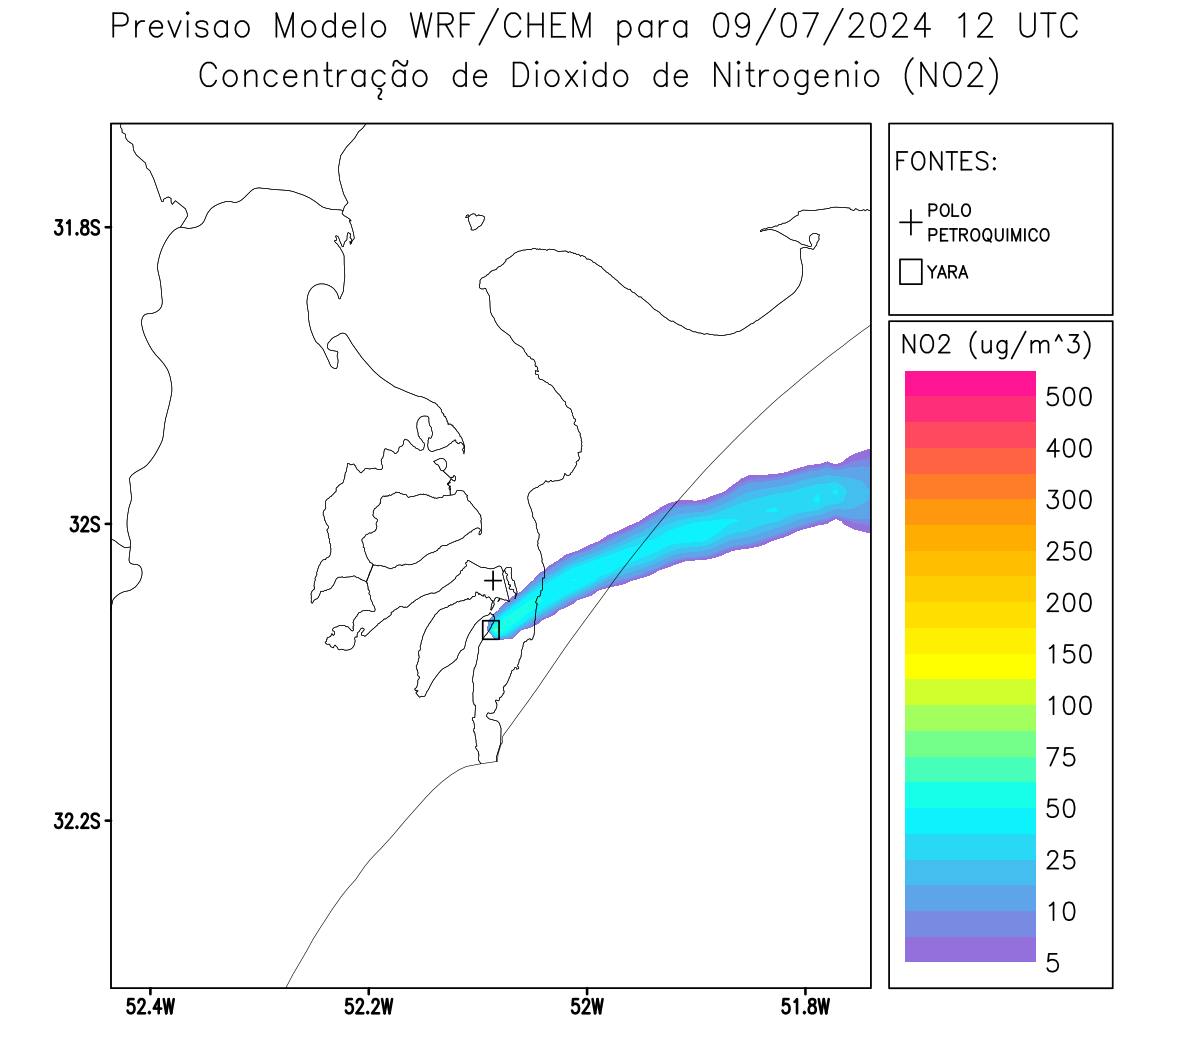 Previsao Modelo WRF/CHEM para 09/07/2024 12 UTC
Concentração de Dioxido de Nitrogenio (NO2)
FONTES:
POLO
PETROQUIMICO
YARA
NO2 (ug/m^3)
500
400
300
250
200
150
100
75
50
25
10
5
31.8S
32S
32.2S
52.4W
52.2W
52W
51.8W